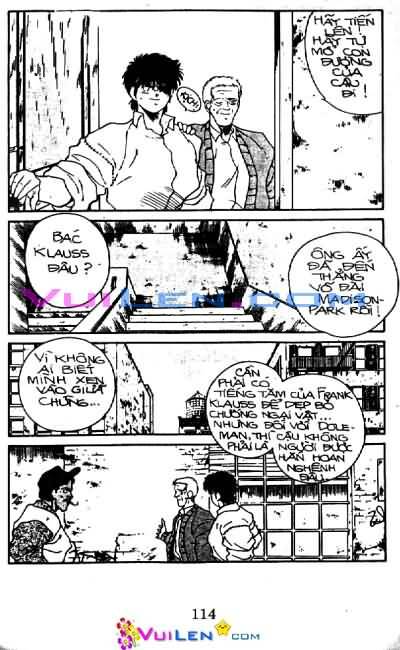 HÃY TIẾN
LÊN!
HÃY TỰ
MỞ CON
ĐƯỜNG
CỦA
CẬU
ĐI!
BÁC
KLAUSS
ĐÂU?
ÔNG ẤY
ĐÃ ĐẾN
THẲNG
VÕ ĐÀI
MADISON-
PARK RỒI!
VUILEN.COM
VÌ KHÔNG
AI BIẾT
MÌNH XEN
VÀO GIỮA
CHỪNG...
CẦN
PHẢI CÓ
TIẾNG TĂM CỦA FRANK
KLAUSS ĐỂ DẸP BỎ
CHƯỚNG NGẠI VẬT...
NHƯNG ĐỐI VỚI DOLE-
MAN, THÌ CẬU KHÔNG
PHẢI LÀ NGƯỜI ĐƯỢC
HÂN HOAN
NGHÊNH
ĐÂU
114
VUILEN.COM